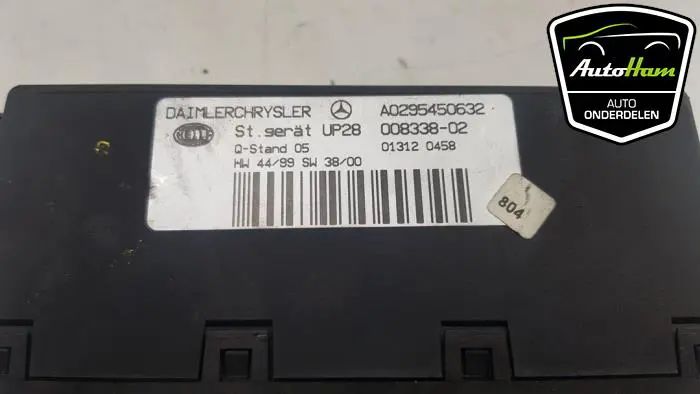 DAIMLERCHRYSLER A0295450632
HELLA St.gerät UP28 008338-02
Q-Stand 05 01312 0458
HW 44/99 SW 38/00
804
AutoHam
AUTO
ONDERDELEN